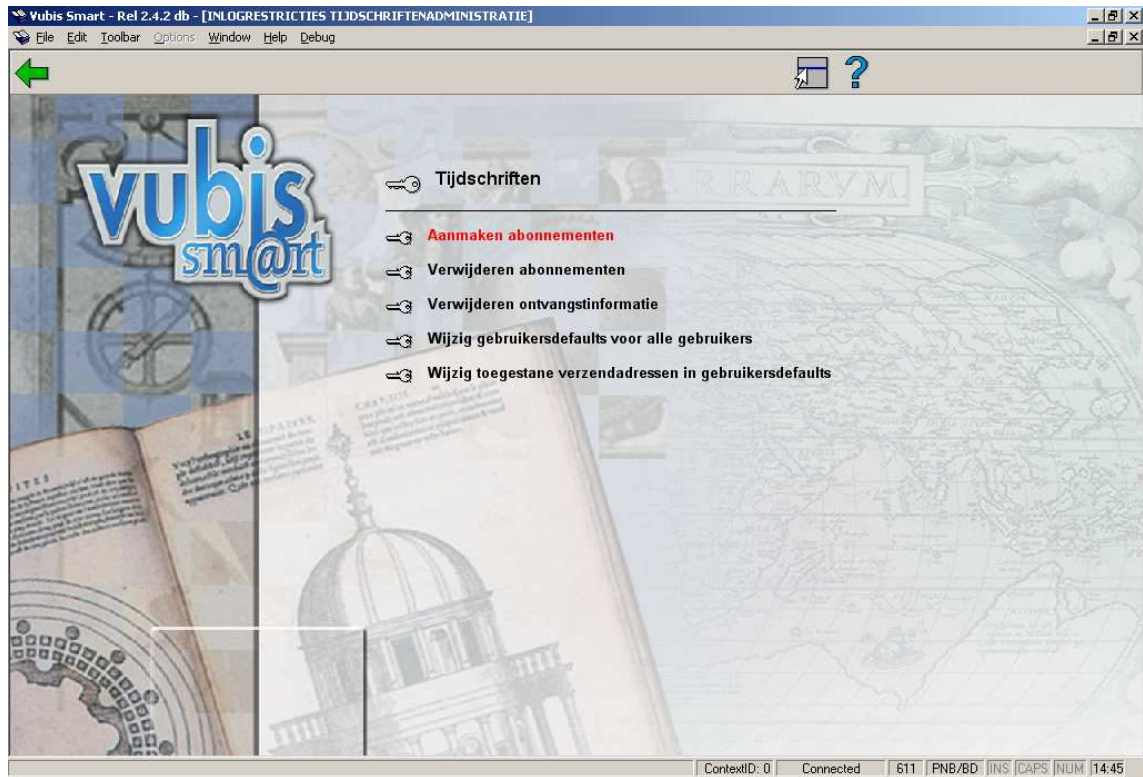 Vubis Smart - Rel 2.4.2 db - [INLOGRESTRICTIES TIJDSCHRIFTENADMINISTRATIE]
File Edit Toolbar Options Window Help Debug
?
vubis
sm@rt
Tijdschriften
RRARVM
Aanmaken abonnementen
Verwijderen abonnementen
Verwijderen ontvangstinformatie
Wijzig gebruikersdefaults voor alle gebruikers
Wijzig toegestane verzendadressen in gebruikersdefaults
ContextID: 0 Connected 611 PNB/BD INS CAPS NUM 14:45